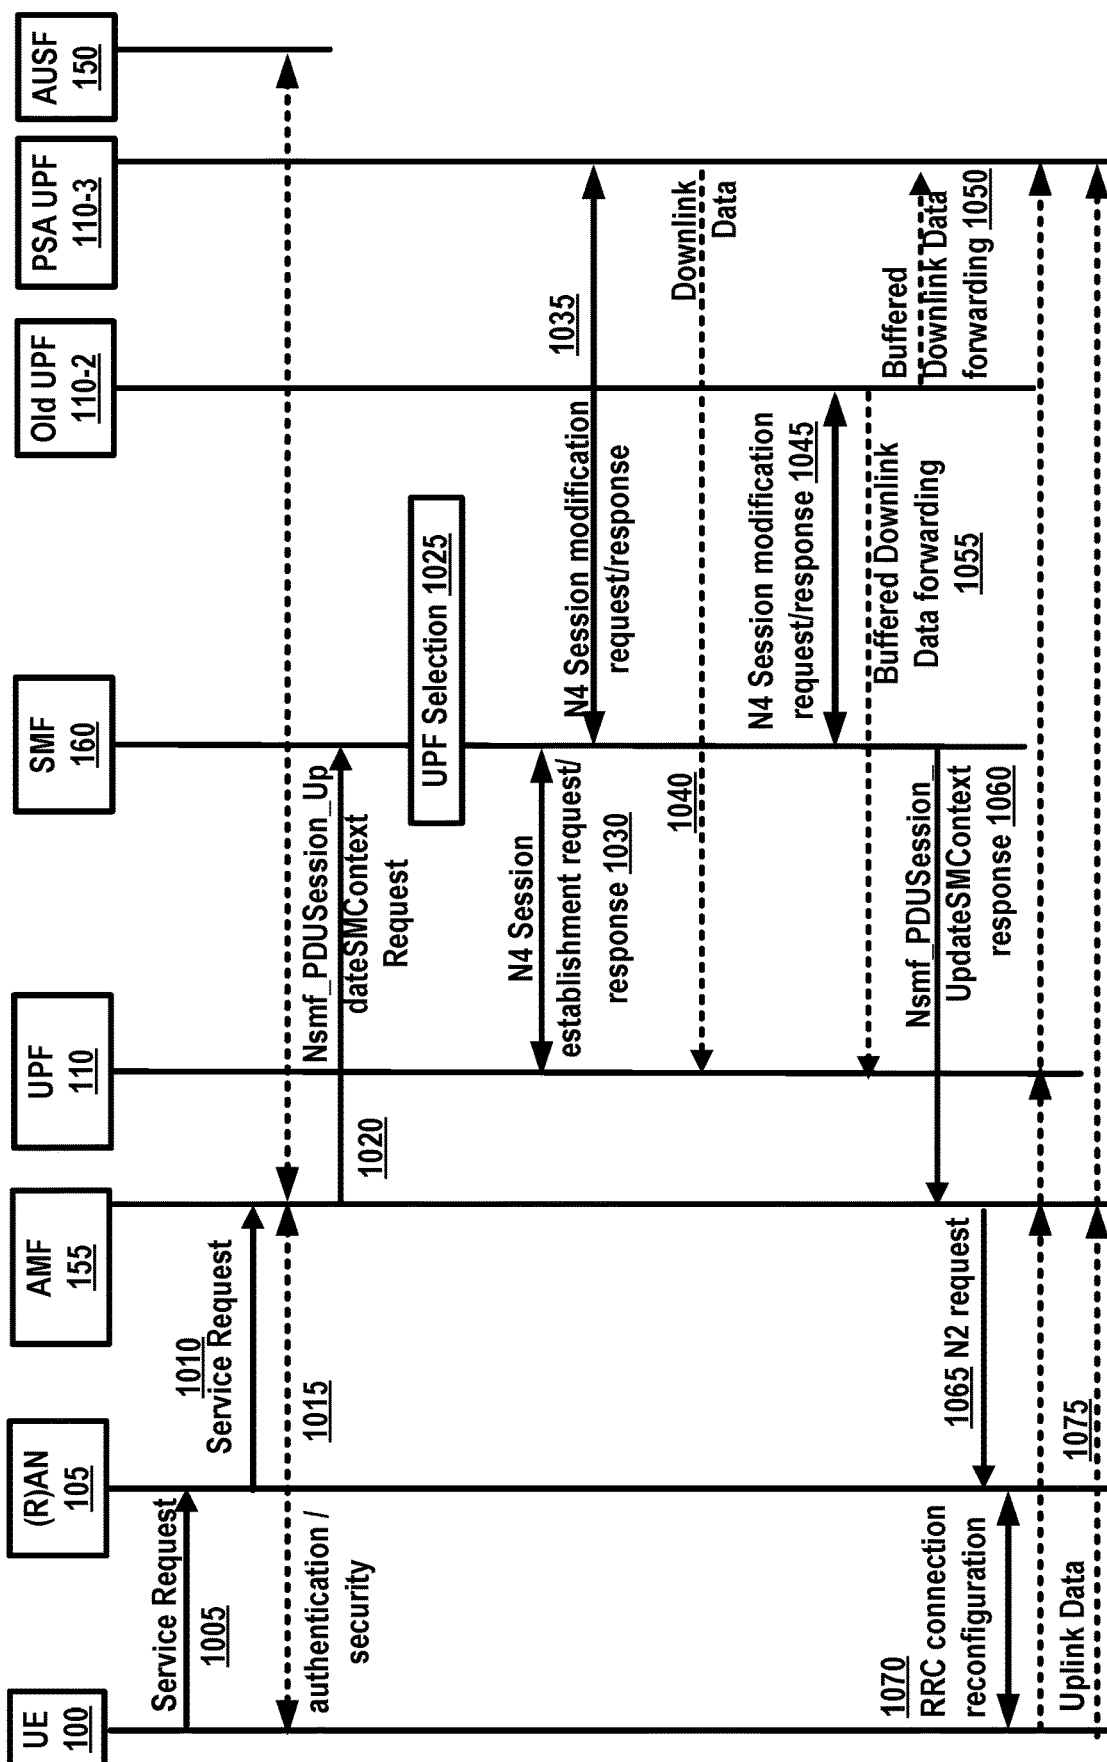 UE
100
(R)AN
105
AMF
155
UPF
110
SMF
160
Old UPF
110-2
PSA UPF
110-3
AUSF
150
Service Request
1005
1010
Service Request
authentication /
security
1015
Nsmf_PDUSession_Up
dateSMContext
Request
1020
UPF Selection 1025
N4 Session
establishment request/
response 1030
N4 Session modification
request/response
1035
Downlink
Data
1040
N4 Session modification
request/response 1045
Buffered
Downlink Data
forwarding 1050
Buffered Downlink
Data forwarding
1055
Nsmf_PDUSession_
UpdateSMContext
response 1060
1065 N2 request
1070
RRC connection
reconfiguration
Uplink Data
1075